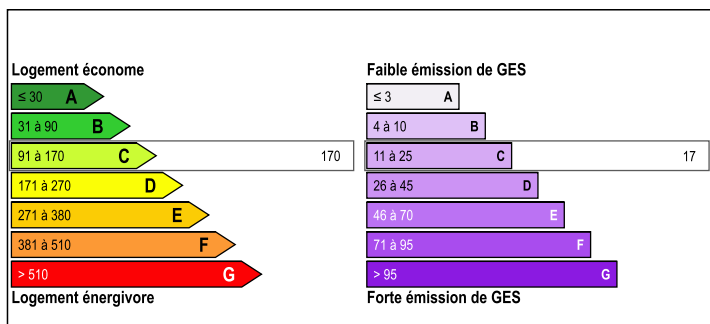 Logement économe
≤ 30 A
31 à 90 B
91 à 170 C 170
171 à 270 D
271 à 380 E
381 à 510 F
> 510 G
Logement énergivore
Faible émission de GES
≤ 3 A
4 à 10 B
11 à 25 C 17
26 à 45 D
46 à 70 E
71 à 95 F
> 95 G
Forte émission de GES